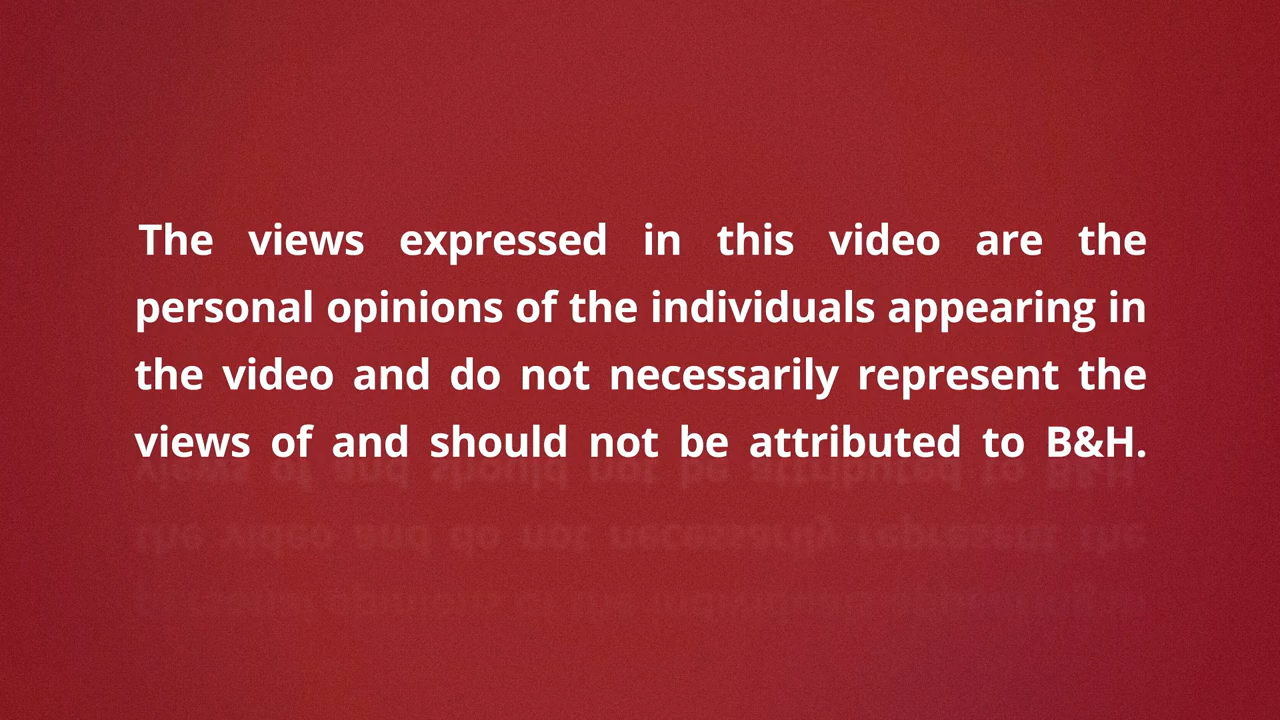 The views expressed in this video are the
personal opinions of the individuals appearing in
the video and do not necessarily represent the
views of and should not be attributed to B&H.